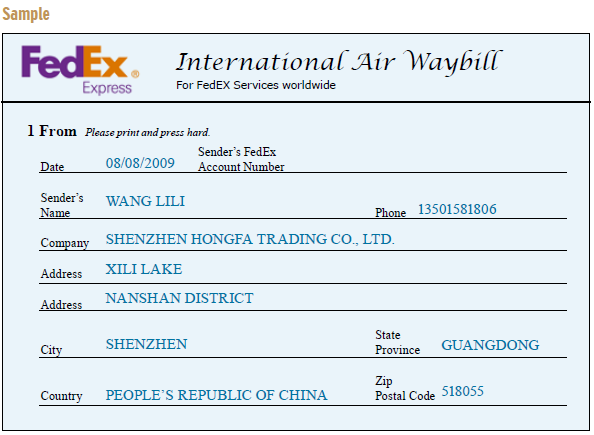 Sample
FedEx® International Air Waybill
Express For FedEX Services worldwide
1 From Please print and press hard.
Date 08/08/2009 Sender's FedEx Account Number
Sender's Name WANG LILI Phone 13501581806
Company SHENZHEN HONGFA TRADING CO., LTD.
Address XILI LAKE
Address NANSHAN DISTRICT
City SHENZHEN State Province GUANGDONG
Country PEOPLE'S REPUBLIC OF CHINA Zip Postal Code 518055